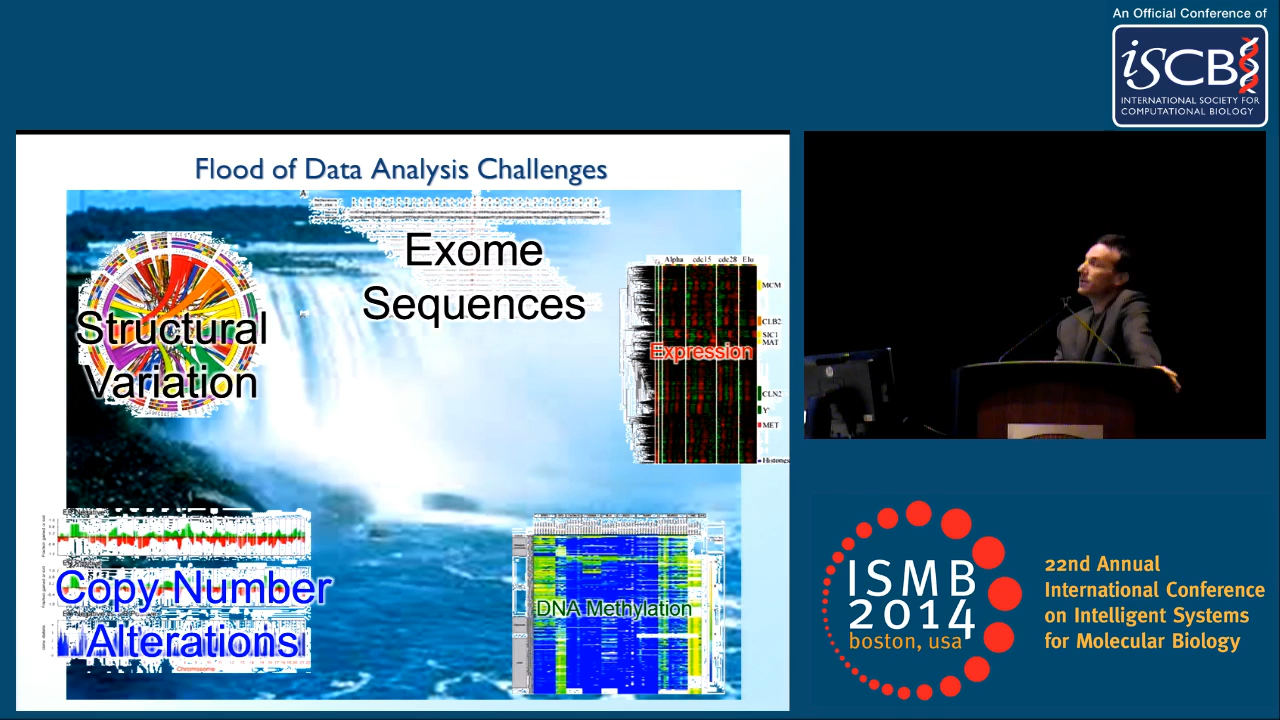 An Official Conference of
iSCB
INTERNATIONAL SOCIETY FOR
COMPUTATIONAL BIOLOGY
Flood of Data Analysis Challenges
A
Exome
Sequences
Structural
Variation
Alpha cdc15 cdc28 Elu
MCM
CLB2
SIC1
MAT
CLN2
Y'
MET
Histones
Expression
Copy Number
Alterations
Chromosome
DNA Methylation
ISMB
2014
boston, usa
22nd Annual
International Conference
on Intelligent Systems
for Molecular Biology